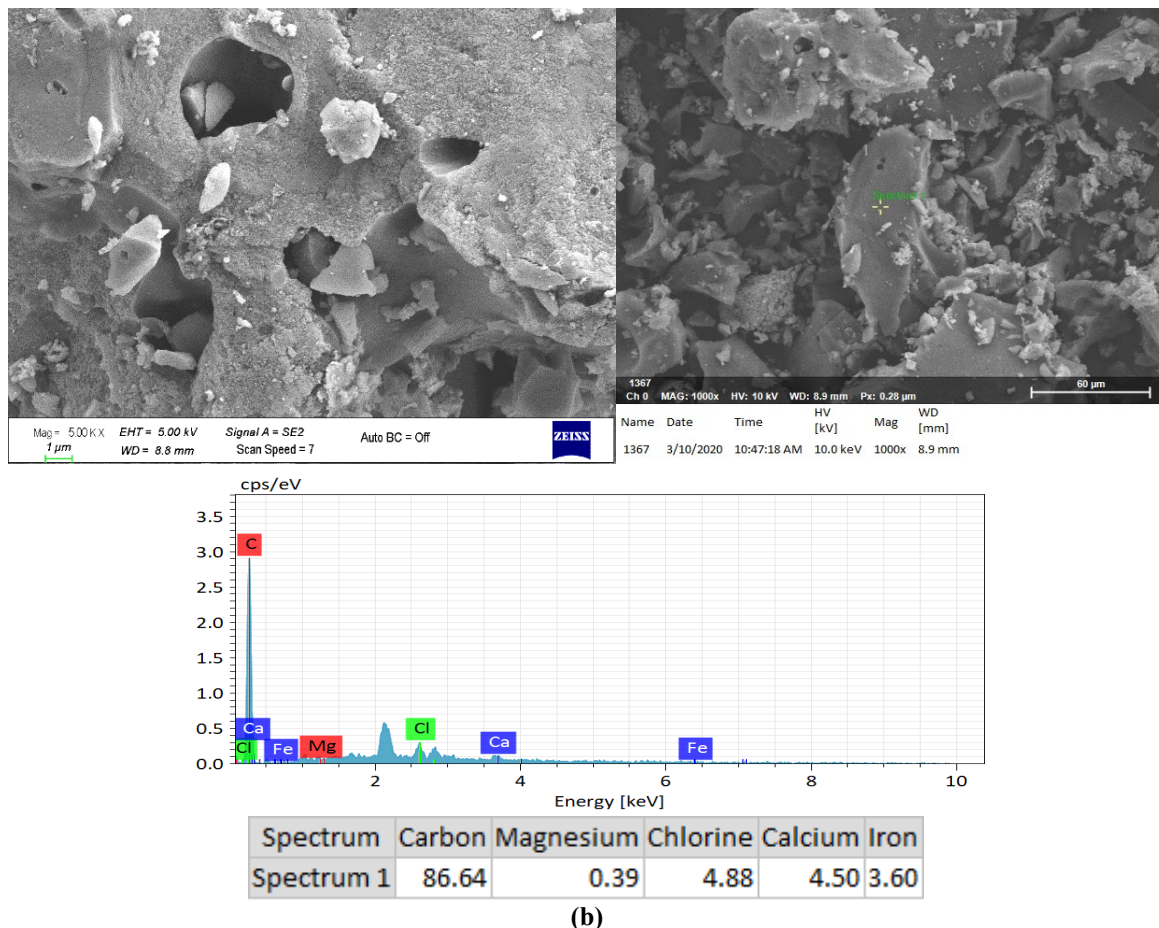 Mag = 5.00 K X
1 µm
EHT = 5.00 kV
WD = 8.8 mm
Signal A = SE2
Scan Speed = 7
Auto BC = Off
ZEISS
1367
Ch 0 MAG: 1000x HV: 10 kV WD: 8.9 mm Px: 0.28 µm
60 µm
Name Date Time HV [kV] Mag WD [mm]
1367 3/10/2020 10:47:18 AM 10.0 keV 1000x 8.9 mm
cps/eV
3.5
3.0
2.5
2.0
1.5
1.0
0.5
0.0
C
Ca
Cl
Fe
Mg
Cl
Ca
Fe
2 4 6 8 10
Energy [keV]
Spectrum Carbon Magnesium Chlorine Calcium Iron
Spectrum 1 86.64 0.39 4.88 4.50 3.60
(b)